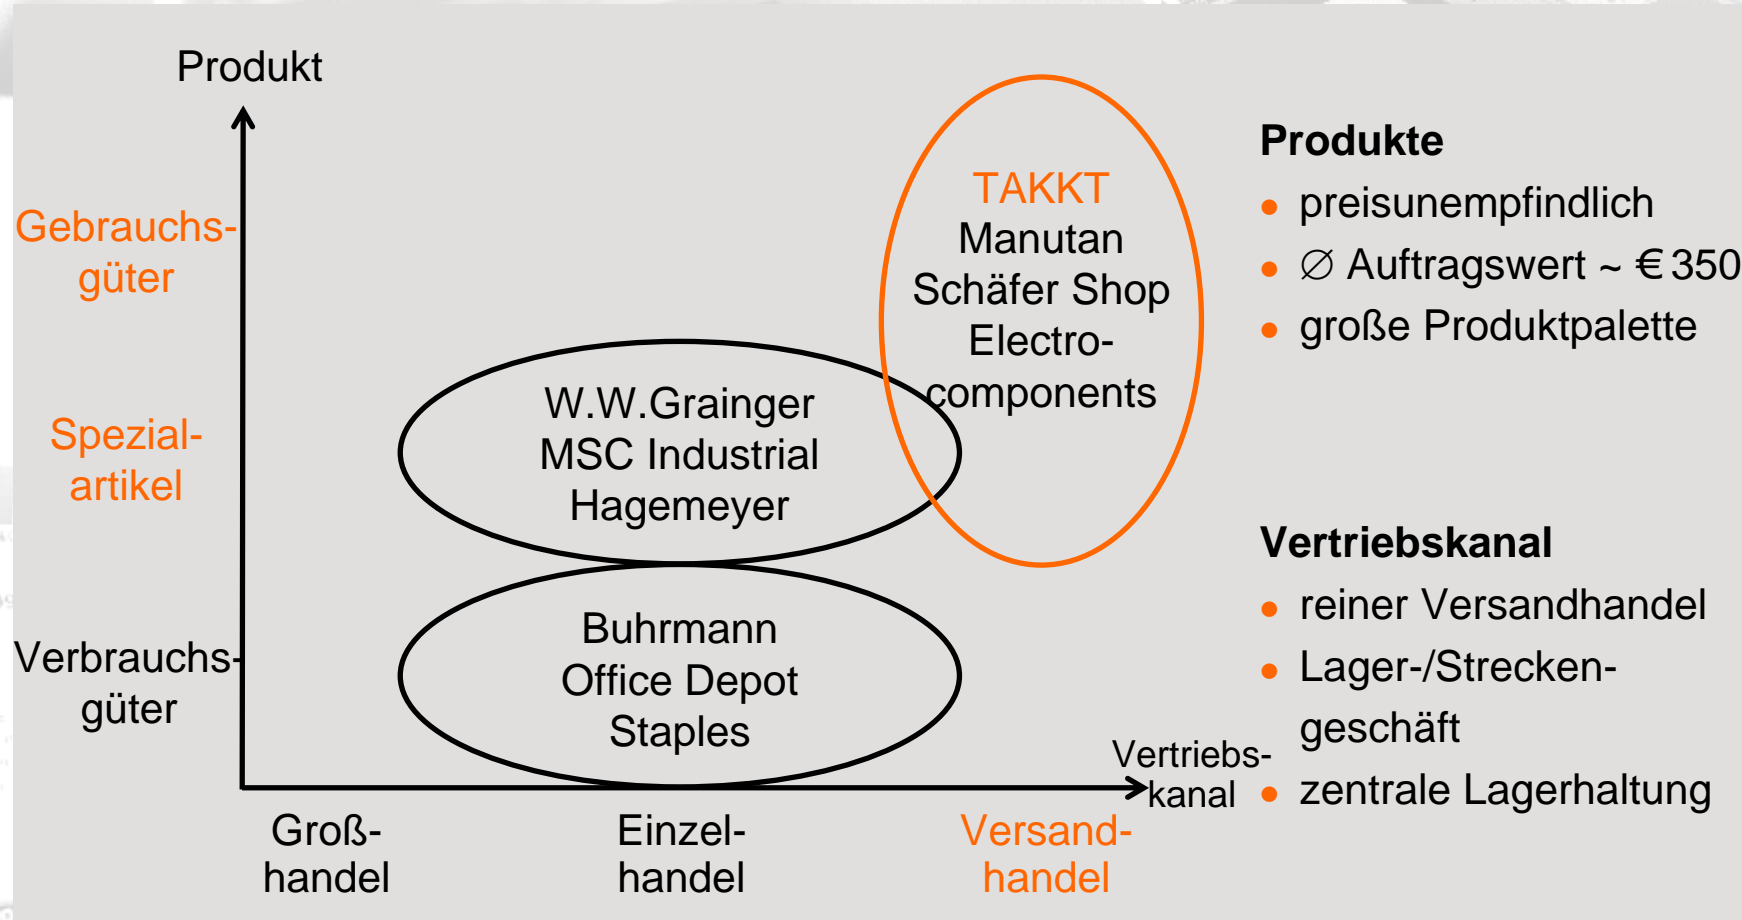 Produkt
Gebrauchs-
güter
Spezial-
artikel
Verbrauchs-
güter
TAKKT
Manutan
Schäfer Shop
Electro-
components
W.W.Grainger
MSC Industrial
Hagemeyer
Buhrmann
Office Depot
Staples
Vertriebs-
kanal
Groß-
handel
Einzel-
handel
Versand-
handel
Produkte
• preisunempfindlich
• ∅ Auftragswert ~ € 350
• große Produktpalette
Vertriebskanal
• reiner Versandhandel
• Lager-/Strecken-
geschäft
• zentrale Lagerhaltung